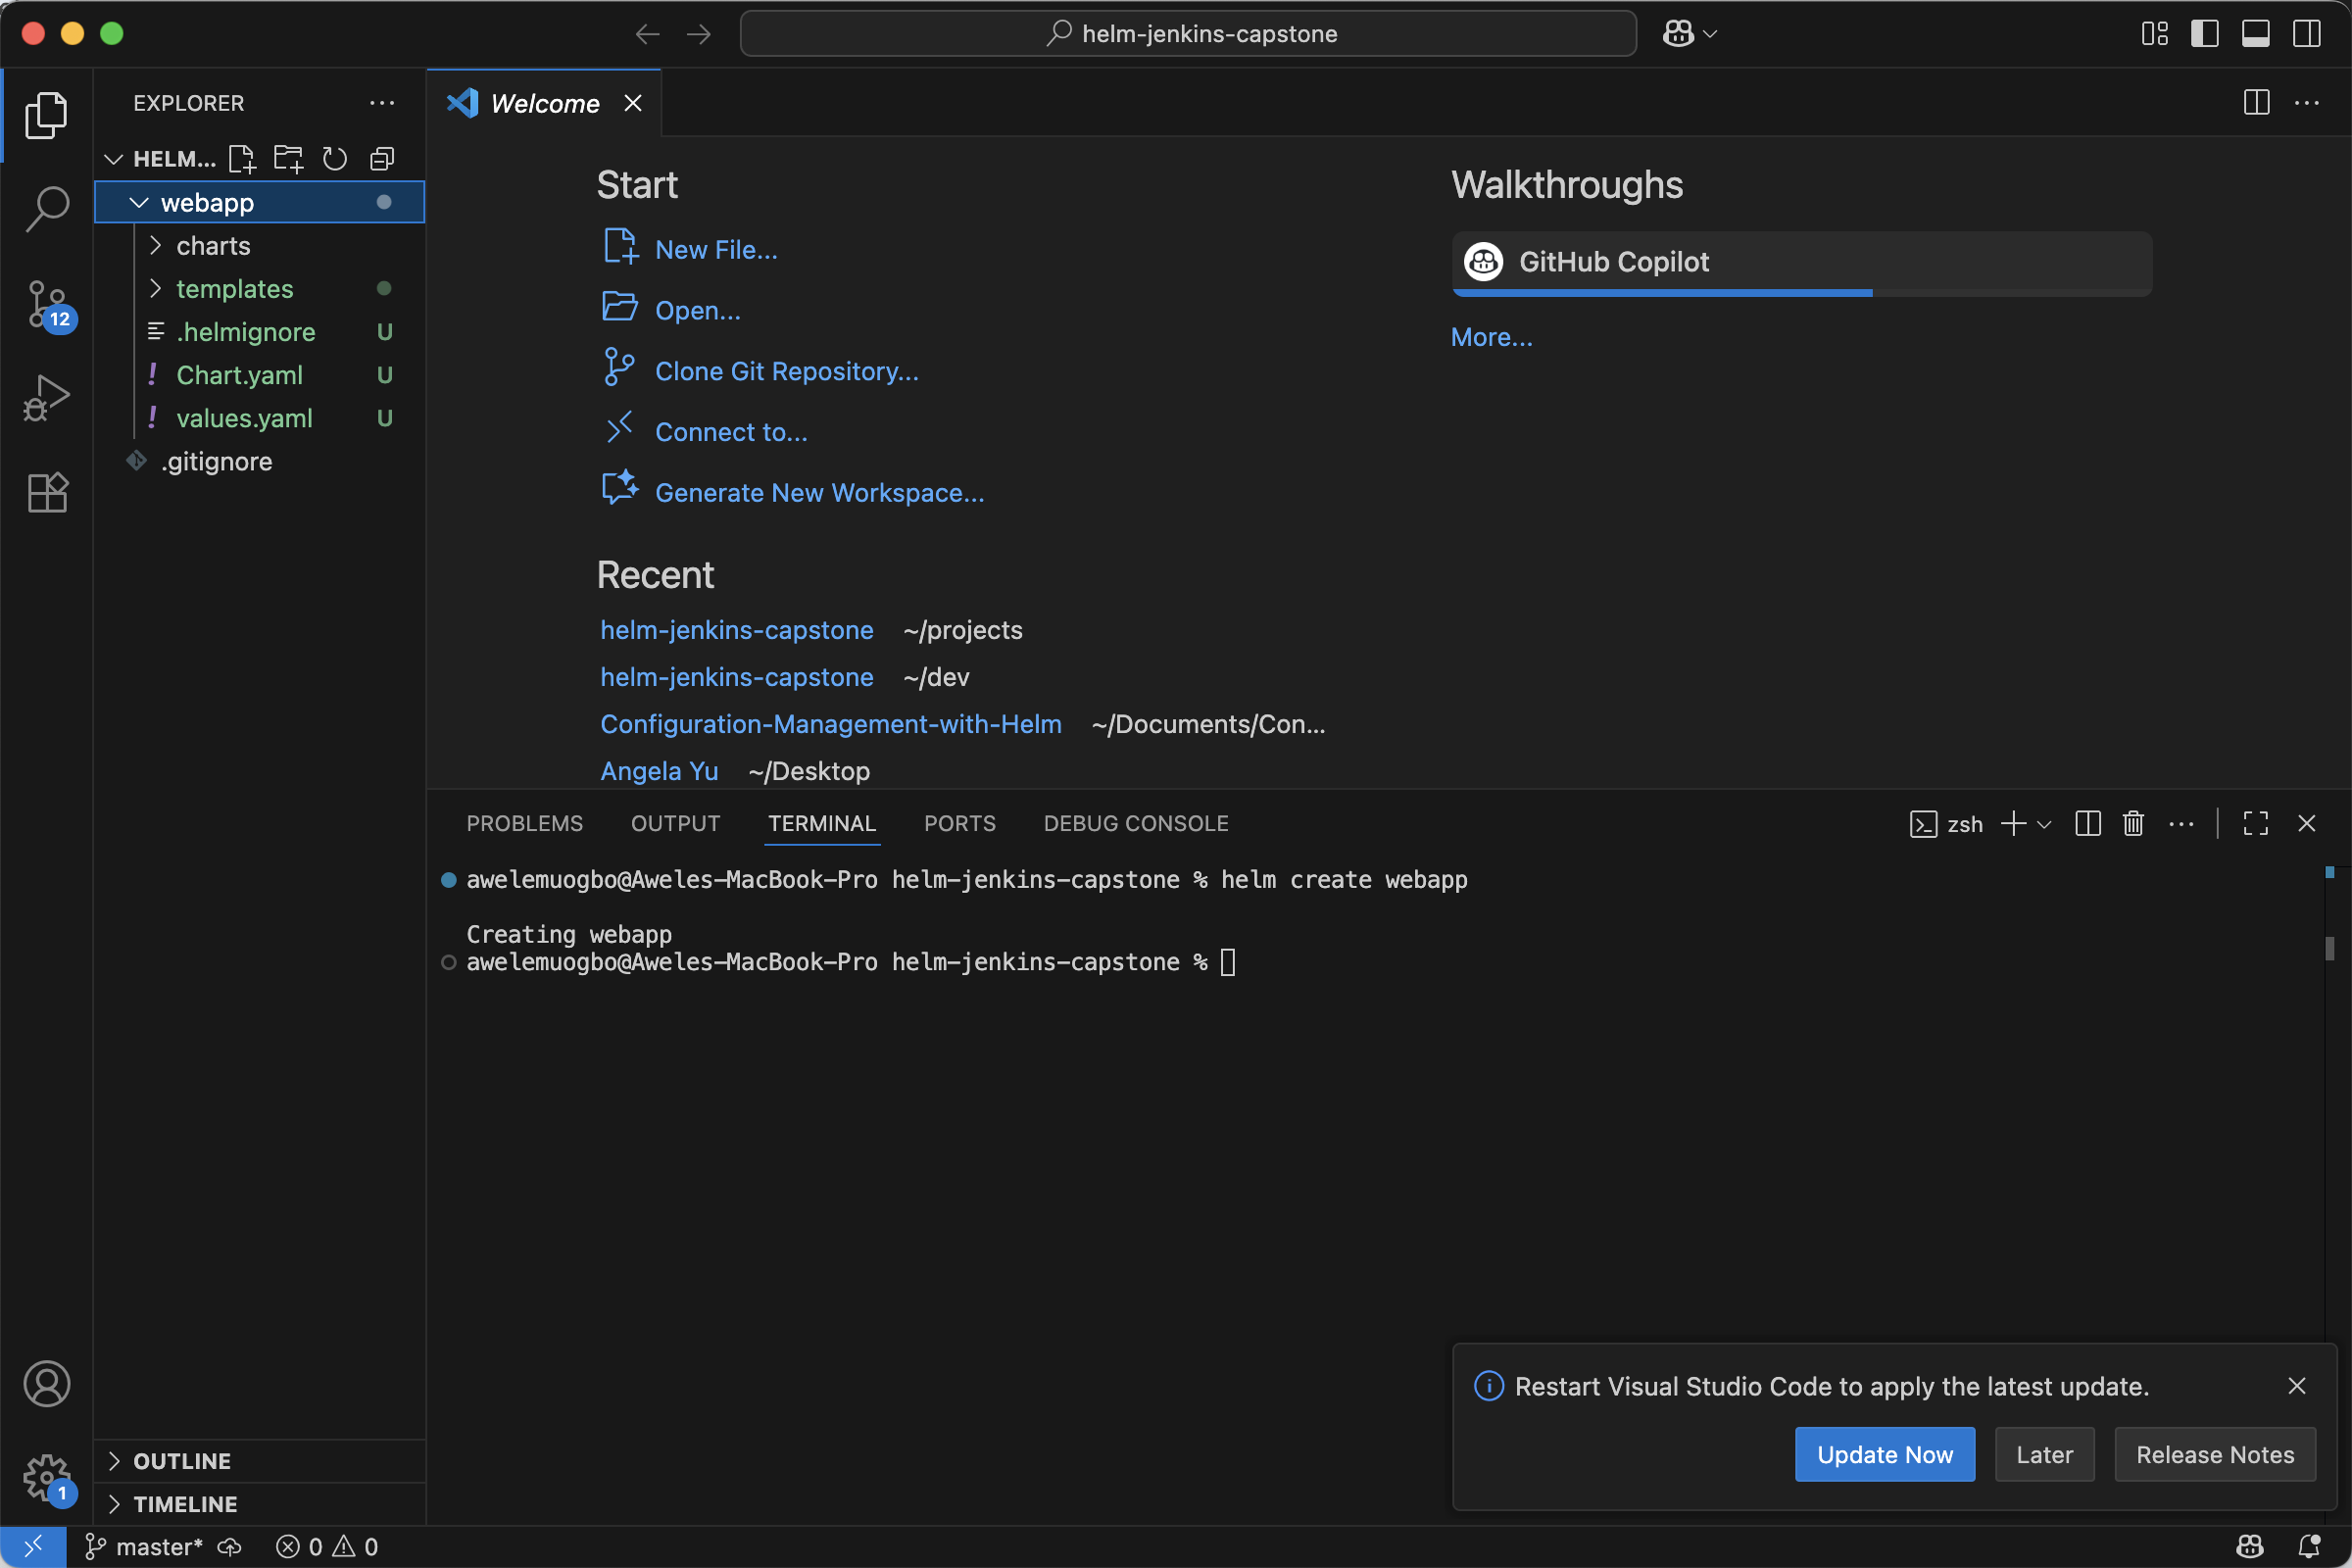 helm-jenkins-capstone
EXPLORER
Welcome
HELM...
webapp
charts
templates
.helmignore U
Chart.yaml U
values.yaml U
.gitignore
12
Start
New File...
Open...
Clone Git Repository...
Connect to...
Generate New Workspace...
Walkthroughs
GitHub Copilot
More...
Recent
helm-jenkins-capstone ~/projects
helm-jenkins-capstone ~/dev
Configuration-Management-with-Helm ~/Documents/Con...
Angela Yu ~/Desktop
PROBLEMS OUTPUT TERMINAL PORTS DEBUG CONSOLE
zsh
awelemuogbo@Aweles-MacBook-Pro helm-jenkins-capstone % helm create webapp
Creating webapp
awelemuogbo@Aweles-MacBook-Pro helm-jenkins-capstone %
Restart Visual Studio Code to apply the latest update.
Update Now Later Release Notes
OUTLINE
1
TIMELINE
master* 0 0